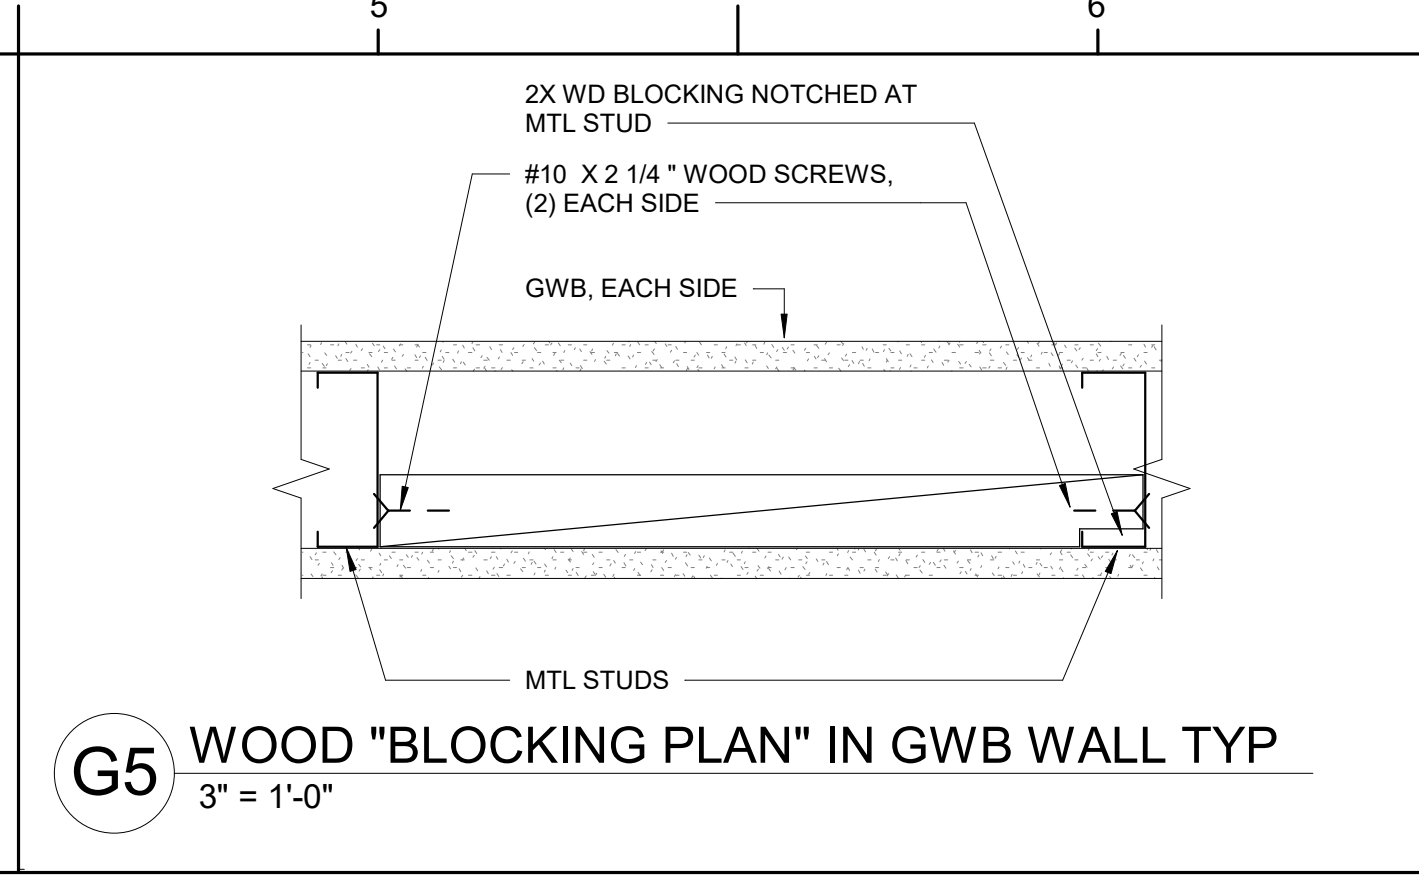 5
6
2X WD BLOCKING NOTCHED AT
MTL STUD
#10 X 2 1/4 " WOOD SCREWS,
(2) EACH SIDE
GWB, EACH SIDE
MTL STUDS
G5
WOOD "BLOCKING PLAN" IN GWB WALL TYP
3" = 1'-0"